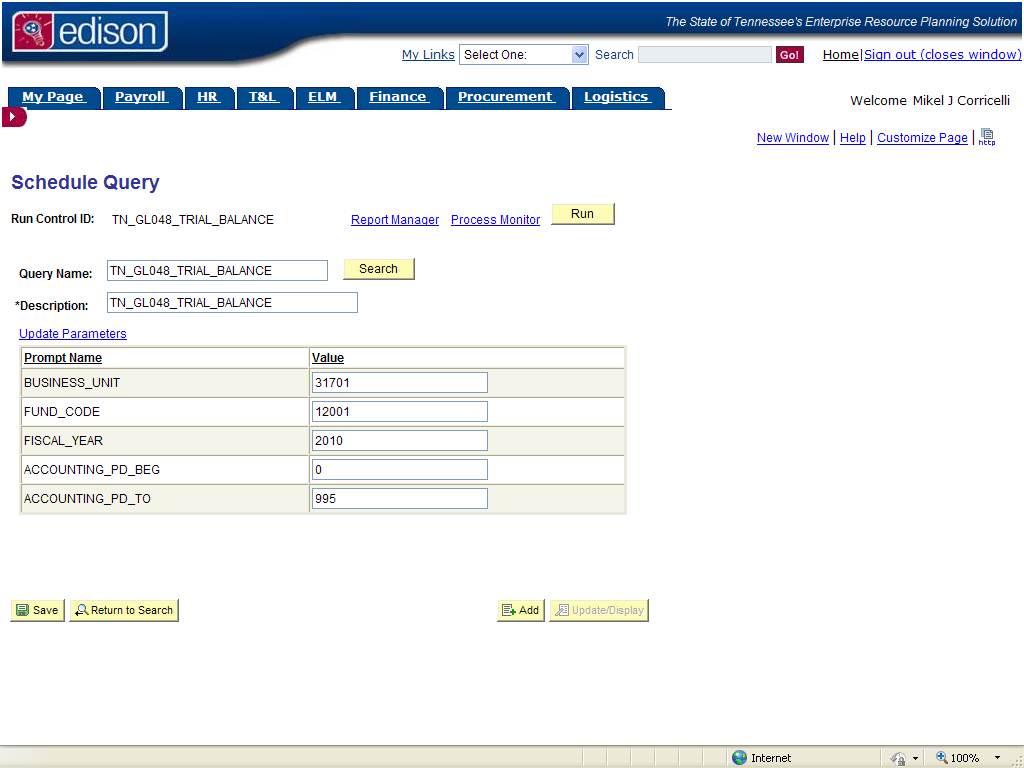 edison
The State of Tennessee's Enterprise Resource Planning Solution
My Links Select One: Search Go! Home|Sign out (closes window)
My Page Payroll HR T&L ELM Finance Procurement Logistics
Welcome Mikel J Corricelli
New Window | Help | Customize Page | http
Schedule Query
Run Control ID: TN_GL048_TRIAL_BALANCE Report Manager Process Monitor Run
Query Name: TN_GL048_TRIAL_BALANCE Search
*Description: TN_GL048_TRIAL_BALANCE
Update Parameters
Prompt Name Value
BUSINESS_UNIT 31701
FUND_CODE 12001
FISCAL_YEAR 2010
ACCOUNTING_PD_BEG 0
ACCOUNTING_PD_TO 995
Save Return to Search Add Update/Display
Internet 100%